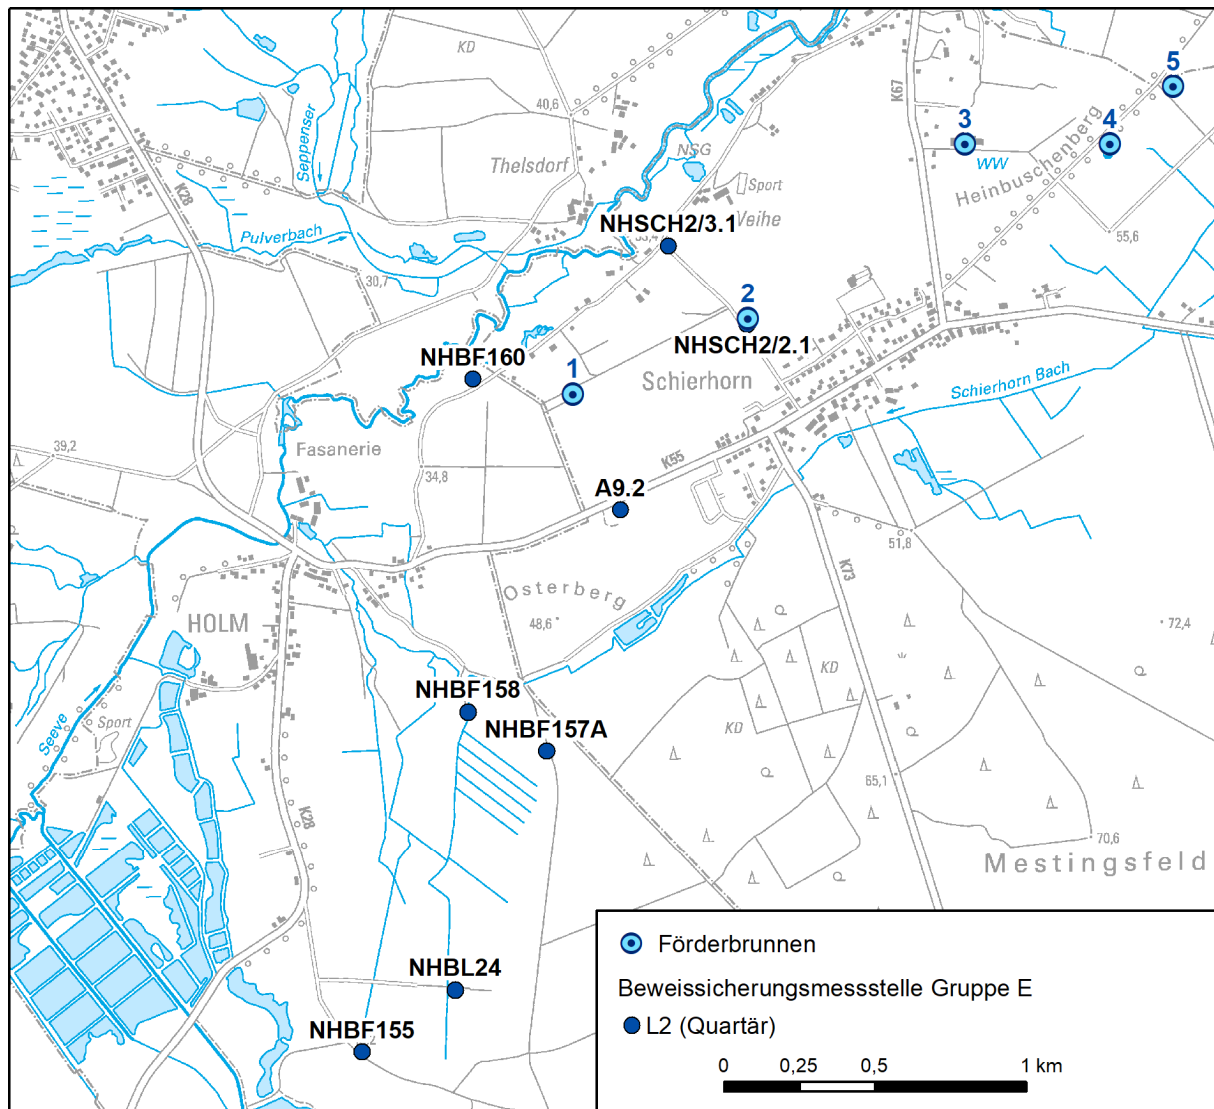 KD
5
40,6
K67
3
4
Seppenser
Thelsdorf
NSG
WW
Heinbuschenberg
Sport
K28
Weihe
NHSCH2/3.1
Pulverbach
55,6
30,7
2
NHSCH2/2.1
NHBF160
1
Schierhorn
Schierhorn Bach
39,2
Fasanerie
K55
34,8
A9.2
51,8
K73
Osterberg
48,6
HOLM
72,4
KD
NHBF158
Sport
NHBF157A
KD
Seeve
65,1
K28
70,6
Mestingsfeld
NHBL24
NHBF155
Förderbrunnen
Beweissicherungsmessstelle Gruppe E
L2 (Quartär)
0 0,25 0,5 1 km